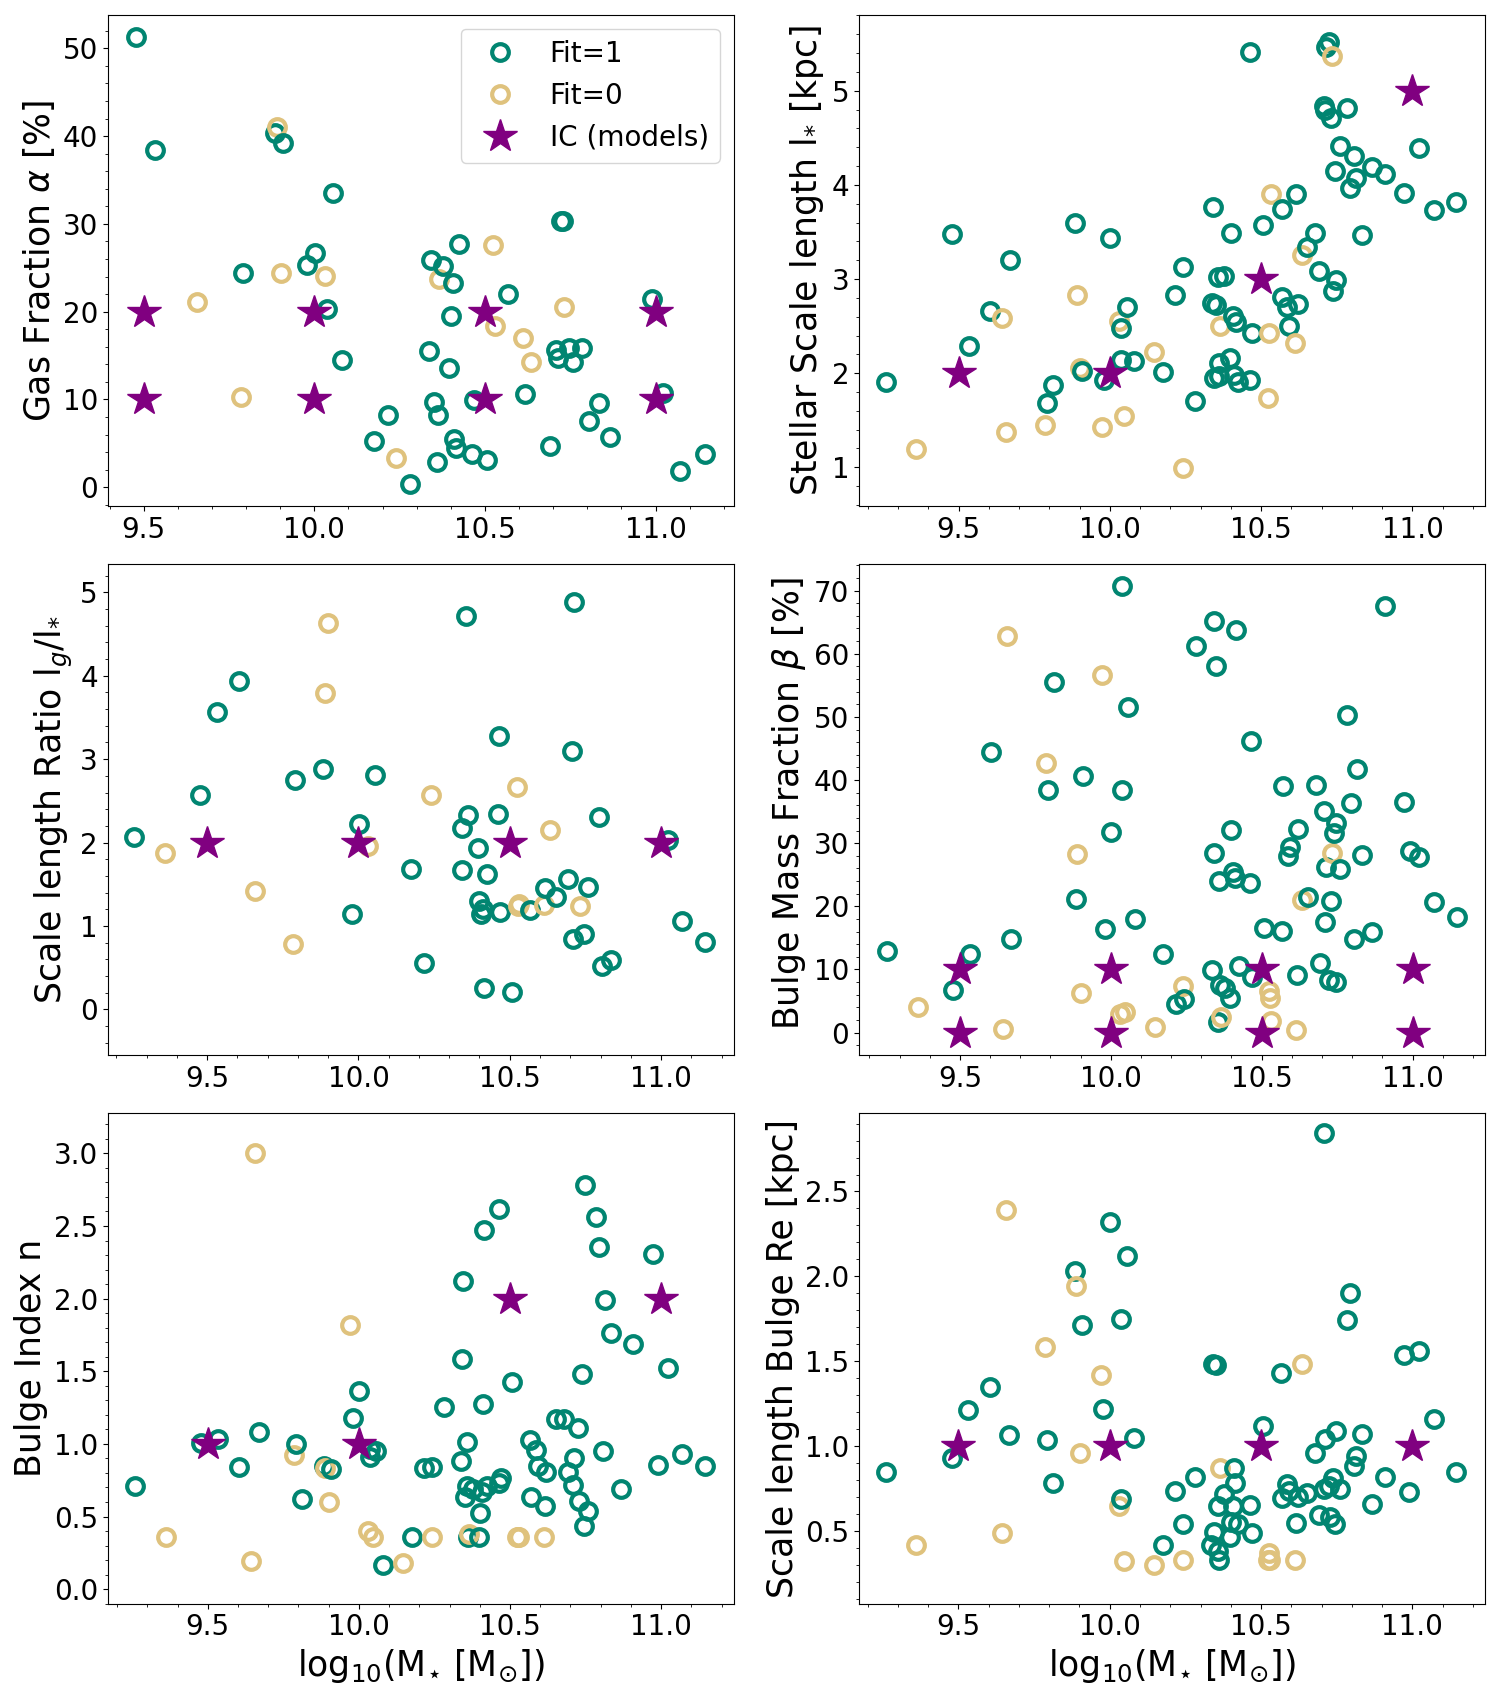 Gas Fraction α [%]
50
40
30
20
10
0
9.5 10.0 10.5 11.0
Fit=1
Fit=0
IC (models)
Stellar Scale length l* [kpc]
5
4
3
2
1
9.5 10.0 10.5 11.0
Scale length Ratio lg/l*
5
4
3
2
1
0
9.5 10.0 10.5 11.0
Bulge Mass Fraction β [%]
70
60
50
40
30
20
10
0
9.5 10.0 10.5 11.0
Bulge Index n
3.0
2.5
2.0
1.5
1.0
0.5
0.0
9.5 10.0 10.5 11.0
log10(M⋆ [M⊙])
Scale length Bulge Re [kpc]
2.5
2.0
1.5
1.0
0.5
9.5 10.0 10.5 11.0
log10(M⋆ [M⊙])